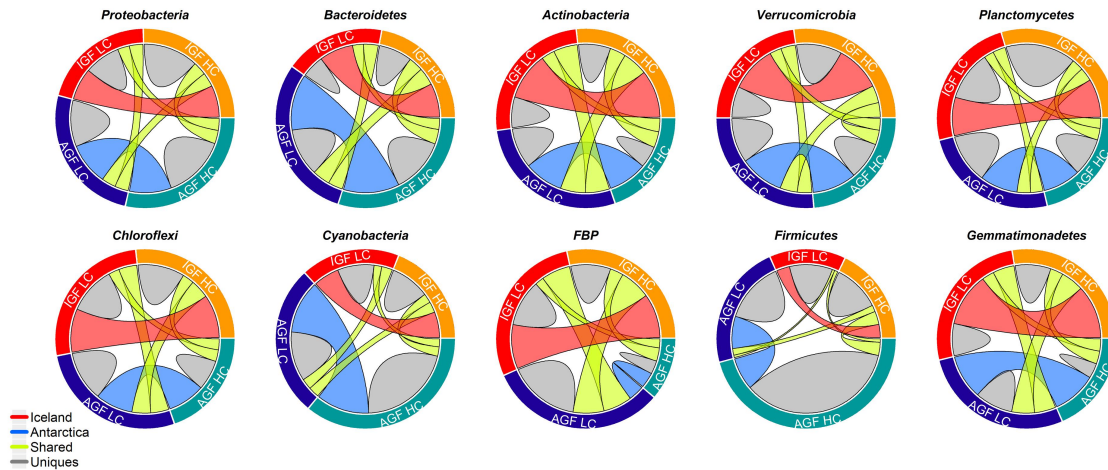 Proteobacteria
Bacteroidetes
Actinobacteria
Verrucomicrobia
Planctomycetes
IGF LC
IGF HC
AGF LC
AGF HC
IGF LC
IGF HC
AGF LC
AGF HC
IGF LC
IGF HC
AGF LC
AGF HC
IGF LC
IGF HC
AGF LC
AGF HC
IGF LC
IGF HC
AGF LC
AGF HC
Chloroflexi
Cyanobacteria
FBP
Firmicutes
Gemmatimonadetes
IGF LC
IGF HC
AGF LC
AGF HC
IGF LC
IGF HC
AGF LC
AGF HC
IGF LC
IGF HC
AGF LC
AGF HC
IGF LC
IGF HC
AGF LC
AGF HC
IGF LC
IGF HC
AGF LC
AGF HC
Iceland
Antarctica
Shared
Uniques